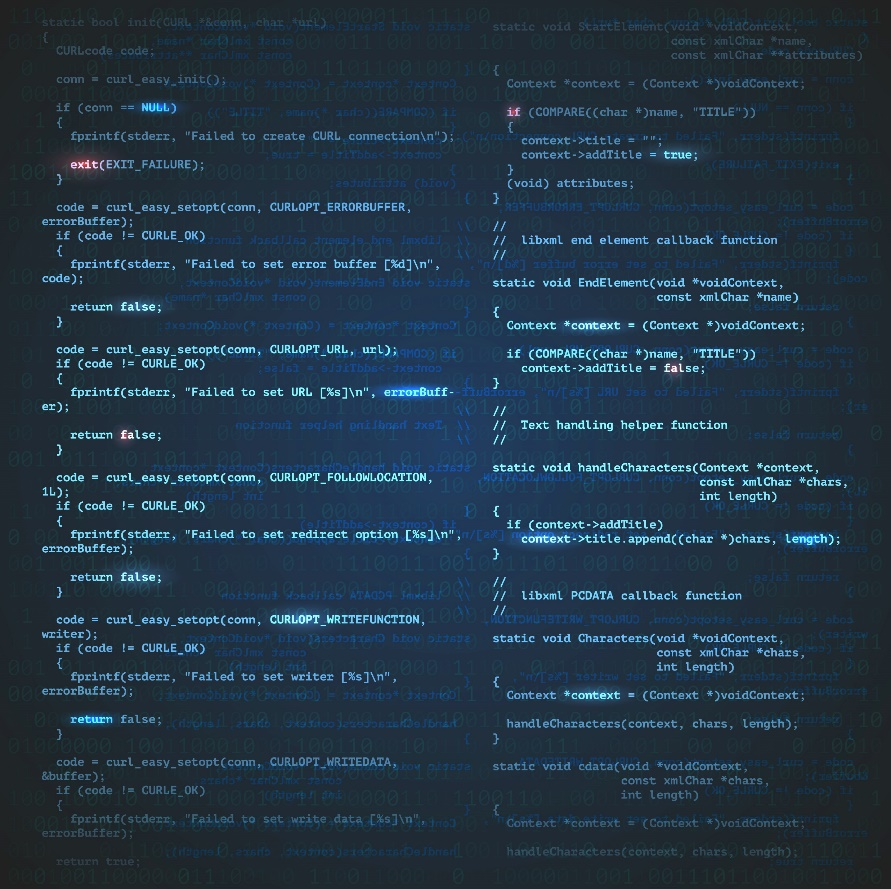 static bool init(CURL *&conn, char *url)
{
CURLcode code;
conn = curl_easy_init();
if (conn == NULL)
{
fprintf(stderr, "Failed to create CURL connection\n");
exit(EXIT_FAILURE);
}
code = curl_easy_setopt(conn, CURLOPT_ERRORBUFFER,
errorBuffer);
if (code != CURLE_OK)
{
fprintf(stderr, "Failed to set error buffer [%d]\n",
code);
return false;
}
code = curl_easy_setopt(conn, CURLOPT_URL, url);
if (code != CURLE_OK)
{
fprintf(stderr, "Failed to set URL [%s]\n", errorBuff-
er);
return false;
}
code = curl_easy_setopt(conn, CURLOPT_FOLLOWLOCATION,
1L);
if (code != CURLE_OK)
{
fprintf(stderr, "Failed to set redirect option [%s]\n",
errorBuffer);
return false;
}
code = curl_easy_setopt(conn, CURLOPT_WRITEFUNCTION,
writer);
if (code != CURLE_OK)
{
fprintf(stderr, "Failed to set writer [%s]\n",
errorBuffer);
return false;
}
code = curl_easy_setopt(conn, CURLOPT_WRITEDATA,
&buffer);
if (code != CURLE_OK)
{
fprintf(stderr, "Failed to set write data [%s]\n",
errorBuffer);
return true;
static void StartElement(void *voidContext,
const xmlChar *name,
const xmlChar **attributes)
{
Context *context = (Context *)voidContext;
if (COMPARE((char *)name, "TITLE"))
{
context->title = "";
context->addTitle = true;
}
(void) attributes;
}
//
// libxml end element callback function
//
static void EndElement(void *voidContext,
const xmlChar *name)
{
Context *context = (Context *)voidContext;
if (COMPARE((char *)name, "TITLE"))
context->addTitle = false;
}
//
// Text handling helper function
//
static void handleCharacters(Context *context,
const xmlChar *chars,
int length)
{
if (context->addTitle)
context->title.append((char *)chars, length);
}
//
// libxml PCDATA callback function
//
static void Characters(void *voidContext,
const xmlChar *chars,
int length)
{
Context *context = (Context *)voidContext;
handleCharacters(context, chars, length);
}
static void cdata(void *voidContext,
const xmlChar *chars,
int length)
{
Context *context = (Context *)voidContext;
handleCharacters(context, chars, length);